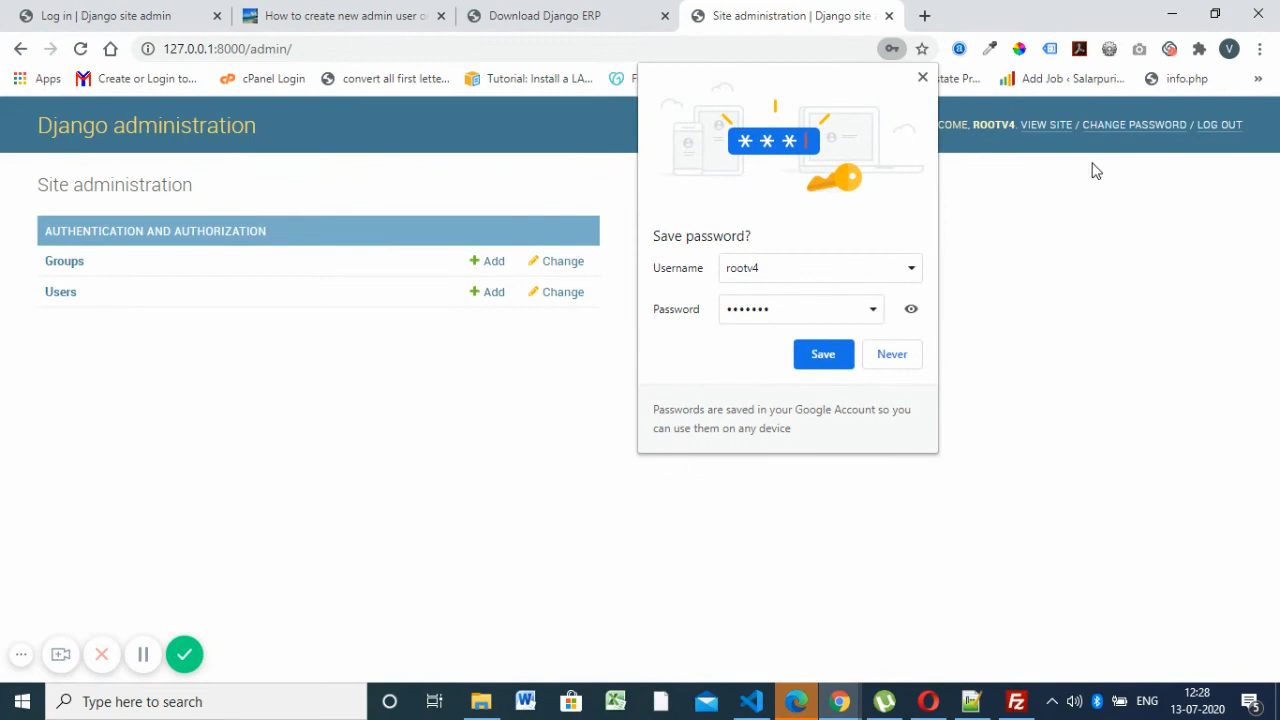 Log in | Django site admin
How to create new admin user o
Download Django ERP
Site administration | Django site a
127.0.0.1:8000/admin/
V
Apps
Create or Login to...
cP cPanel Login
convert all first lette...
Tutorial: Install a LA...
F
state Pr...
Add Job ‹ Salarpuri...
info.php
»
Django administration
COME, ROOTV4. VIEW SITE / CHANGE PASSWORD / LOG OUT
Site administration
AUTHENTICATION AND AUTHORIZATION
Groups
Add
Change
Users
Add
Change
***
Save password?
Username
rootv4
Password
•••••••
Save
Never
Passwords are saved in your Google Account so you
can use them on any device
Type here to search
ENG
12:28
13-07-2020
5